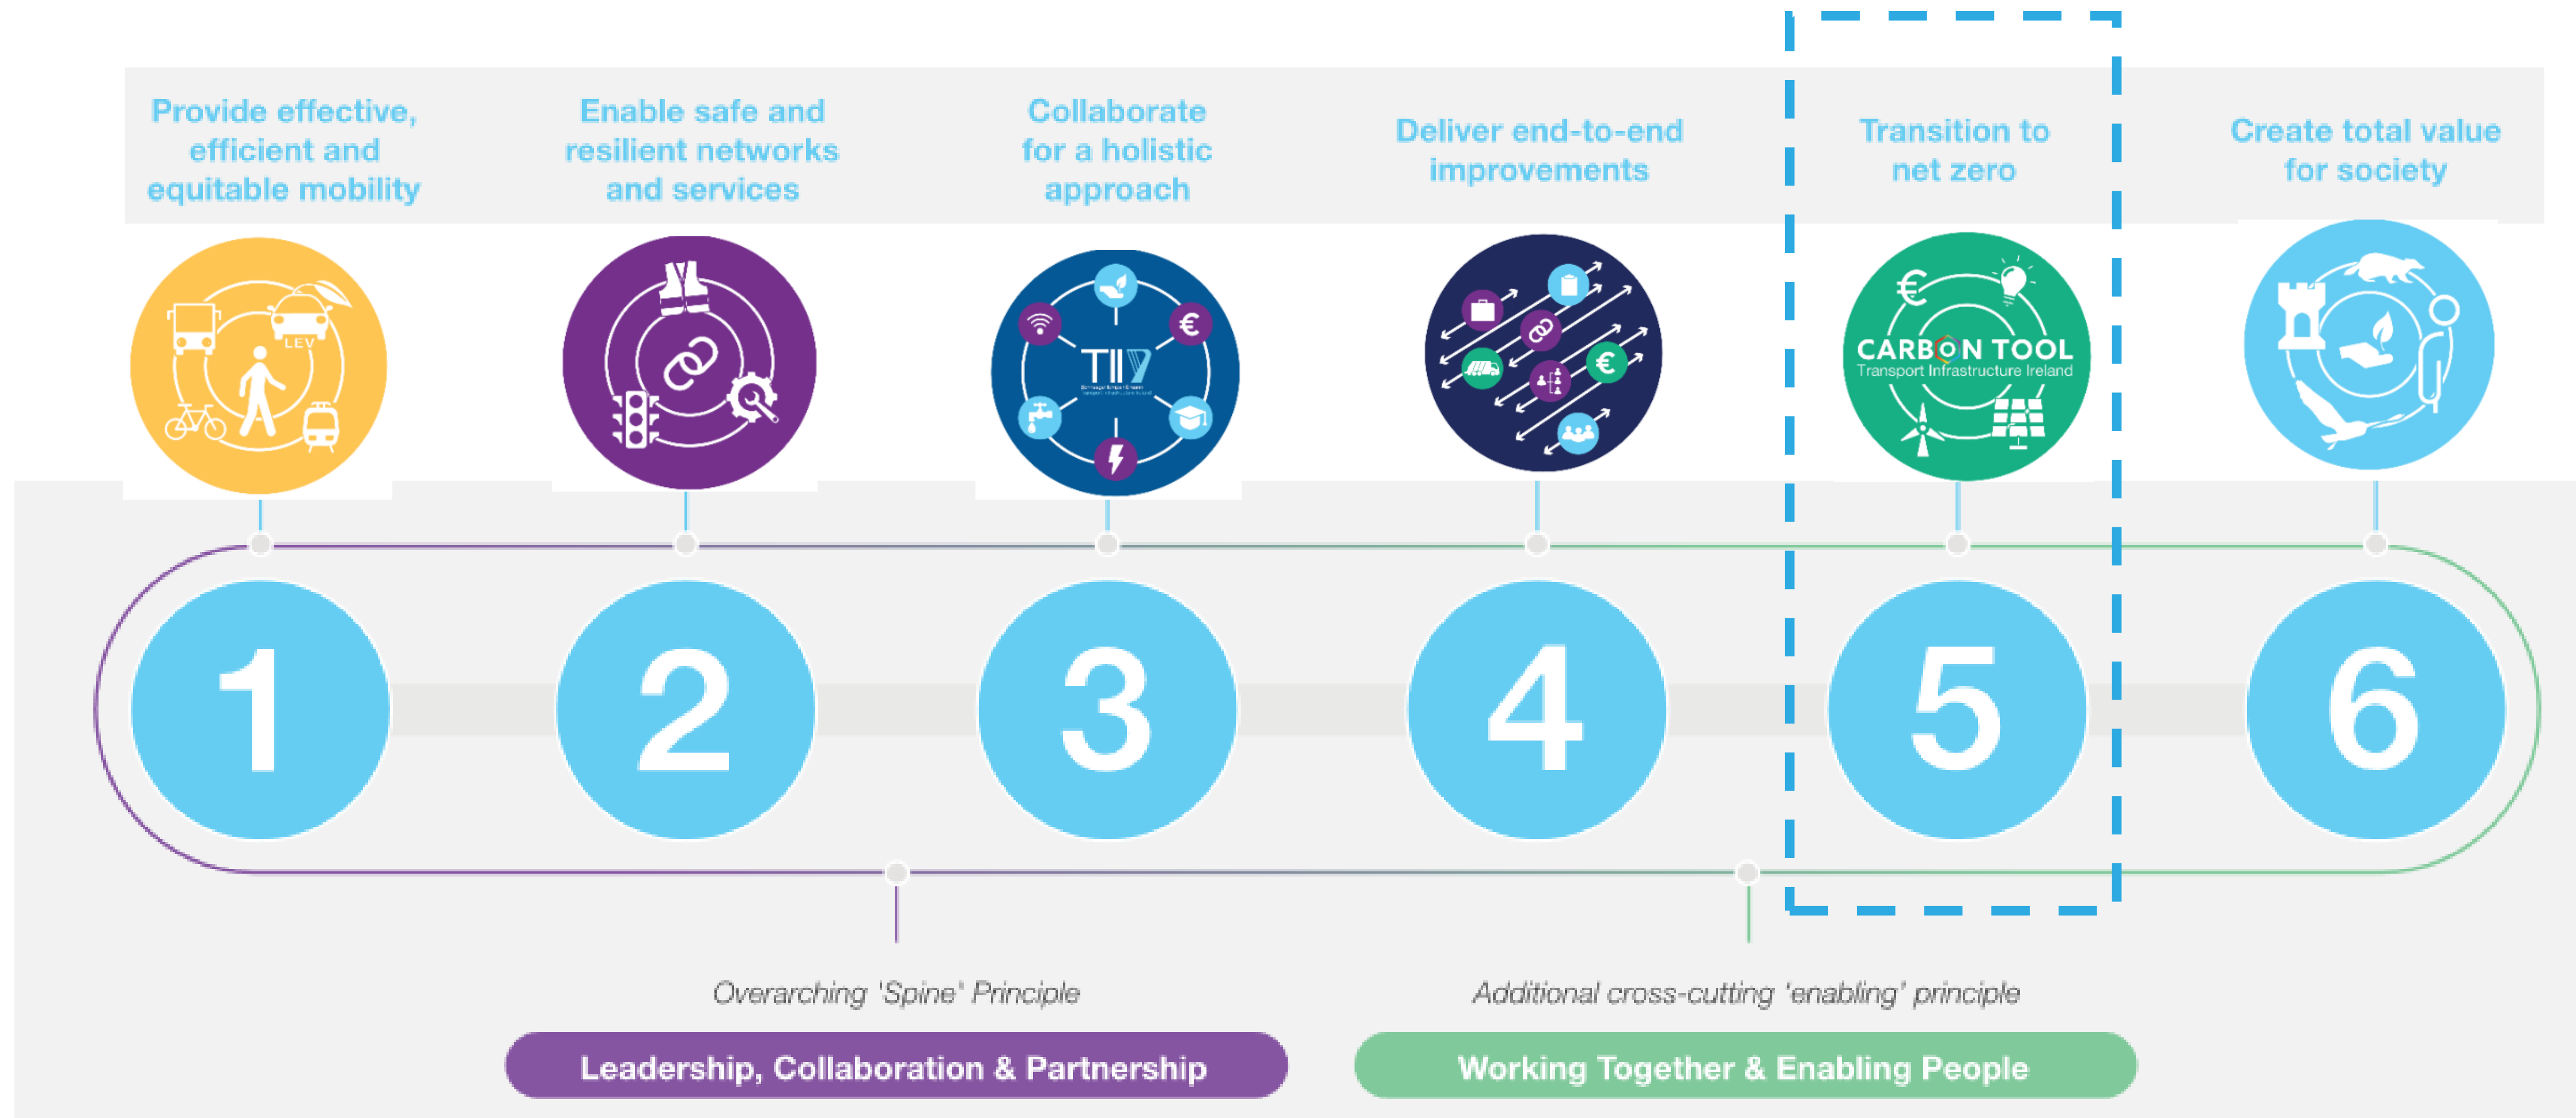 Provide effective,
efficient and
equitable mobility
Enable safe and
resilient networks
and services
Collaborate
for a holistic
approach
Deliver end-to-end
improvements
Transition to
net zero
Create total value
for society
LEV
TII
€
€
€
CARBON TOOL
Transport Infrastructure Ireland
1
2
3
4
5
6
Overarching 'Spine' Principle
Additional cross-cutting 'enabling' principle
Leadership, Collaboration & Partnership
Working Together & Enabling People